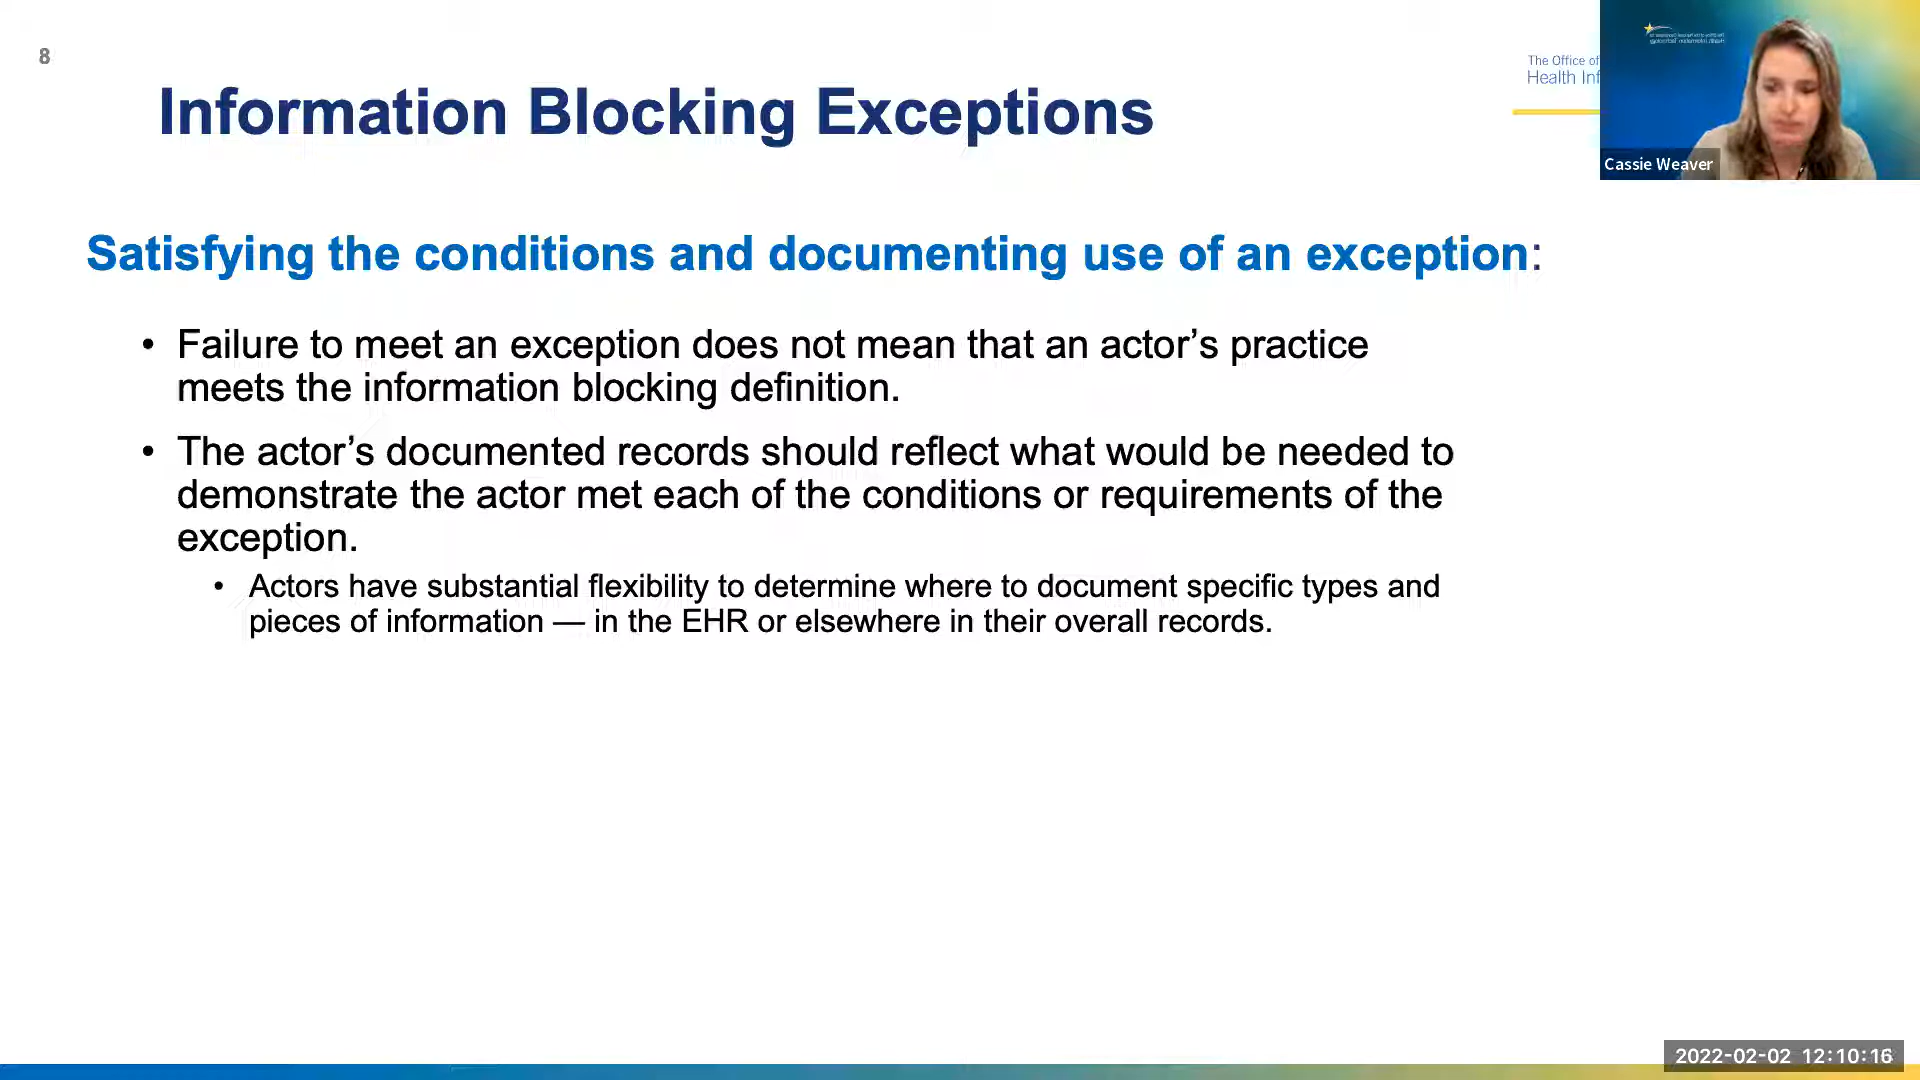 8
The Office of
Health Inf
Information Blocking Exceptions
Cassie Weaver
Satisfying the conditions and documenting use of an exception:
• Failure to meet an exception does not mean that an actor’s practice
meets the information blocking definition.
• The actor’s documented records should reflect what would be needed to
demonstrate the actor met each of the conditions or requirements of the
exception.
• Actors have substantial flexibility to determine where to document specific types and
pieces of information — in the EHR or elsewhere in their overall records.
2022-02-02 12:10:16